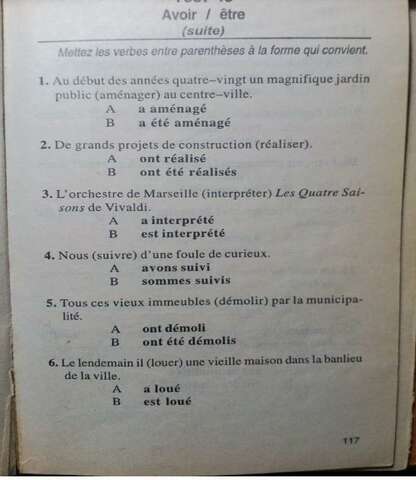 Avoir / être
(suite)
Mettez les verbes entre parenthèses à la forme qui convient.
1. Au début des années quatre–vingt un magnifique jardin
public (aménager) au centre–ville.
A a aménagé
B a été aménagé
2. De grands projets de construction (réaliser).
A ont réalisé
B ont été réalisés
3. L'orchestre de Marseille (interpréter) Les Quatre Sai-
sons de Vivaldi.
A a interprété
B est interprété
4. Nous (suivre) d'une foule de curieux.
A avons suivi
B sommes suivis
5. Tous ces vieux immeubles (démolir) par la municipa-
lité.
A ont démoli
B ont été démolis
6. Le lendemain il (louer) une vieille maison dans la banlieu
de la ville.
A a loué
B est loué
117